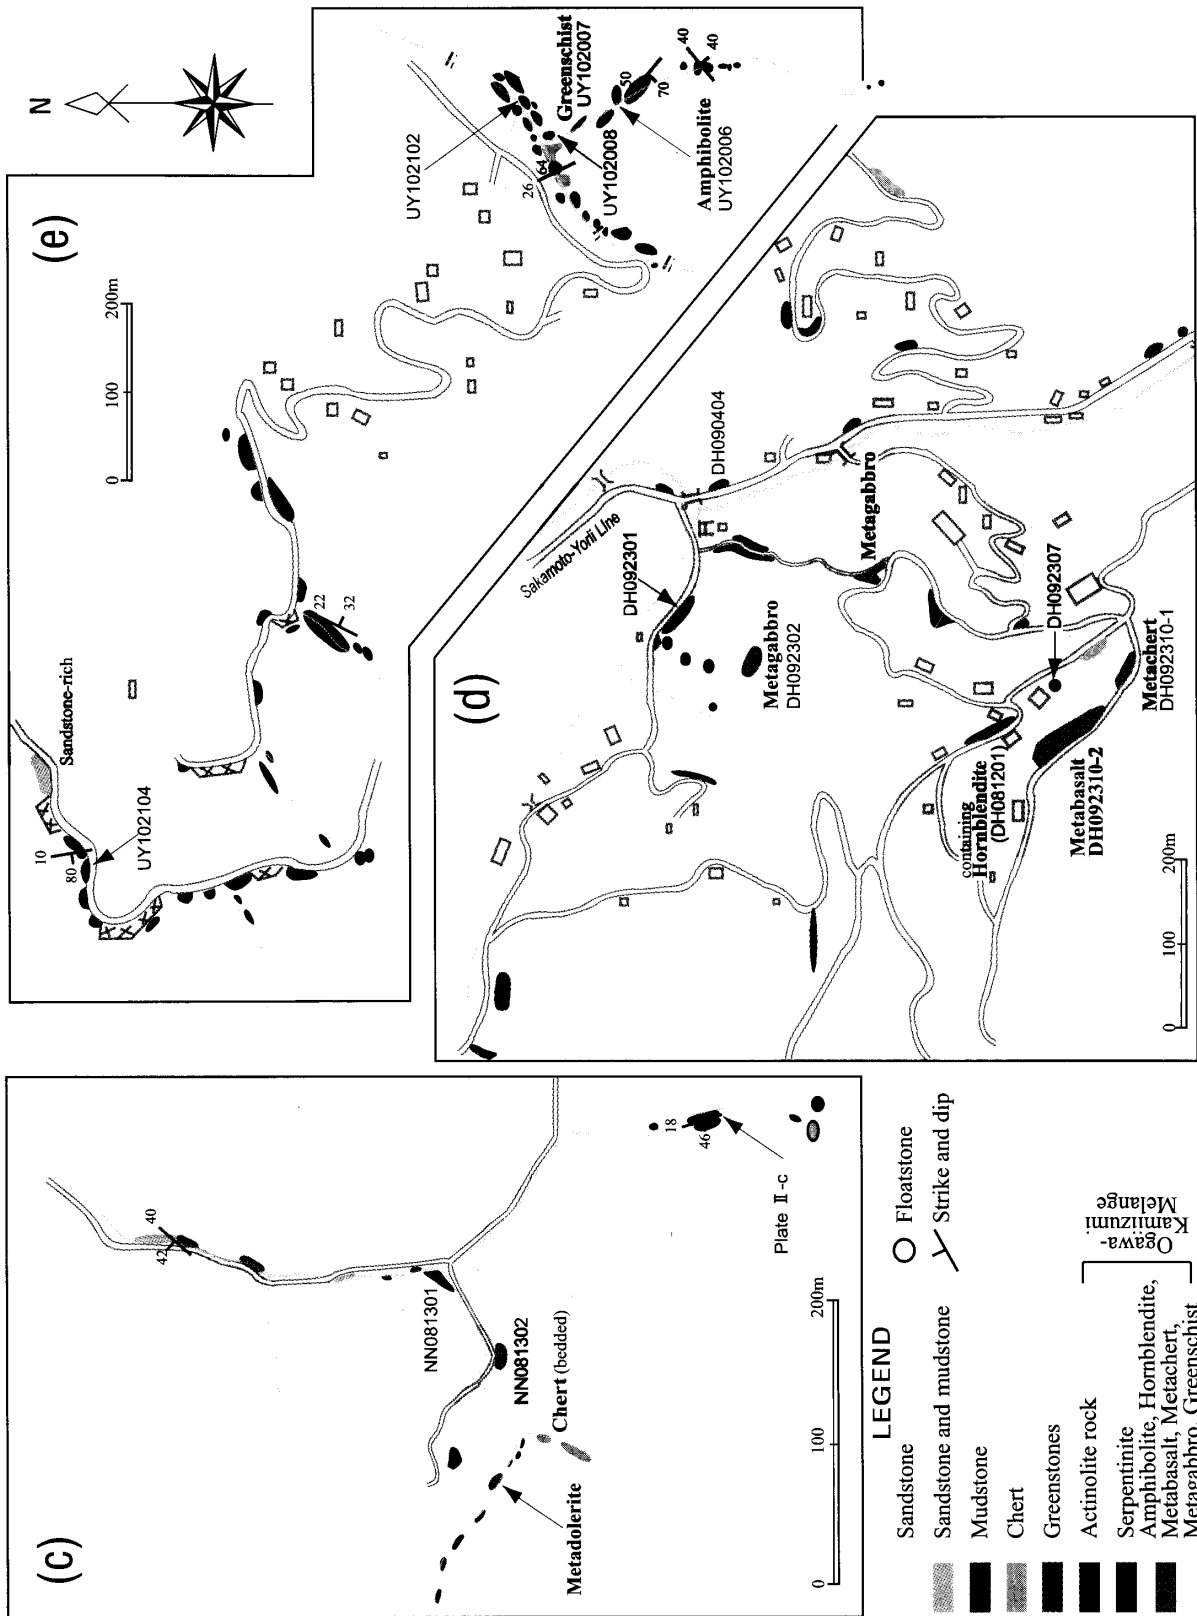 (c)
40
42
NN081301
NN081302
Chert (bedded)
Metadolerite
18
46
Plate II-c
0
100
200m
N
(e)
0
100
200m
Sandstone-rich
10
80
UY102104
22
32
UY102102
Greenschist
UY102007
26
64
UY102008
50
70
40
40
Amphibolite
UY102006
(d)
Sakamoto-Yorii Line
DH092301
DH090404
Metagabbro
DH092302
Metagabbro
DH092307
containing
Hornblendite
(DH081201)
Metabasalt
DH092310-2
Metachert
DH092310-1
0
100
200m
LEGEND
Sandstone
Sandstone and mudstone
Mudstone
Chert
Greenstones
Actinolite rock
Serpentinite
Amphibolite, Hornblendite,
Metabasalt, Metachert,
Metagabbro, Greenschist
Ogawa-
Kamiizumi
Melange
Floatstone
Strike and dip